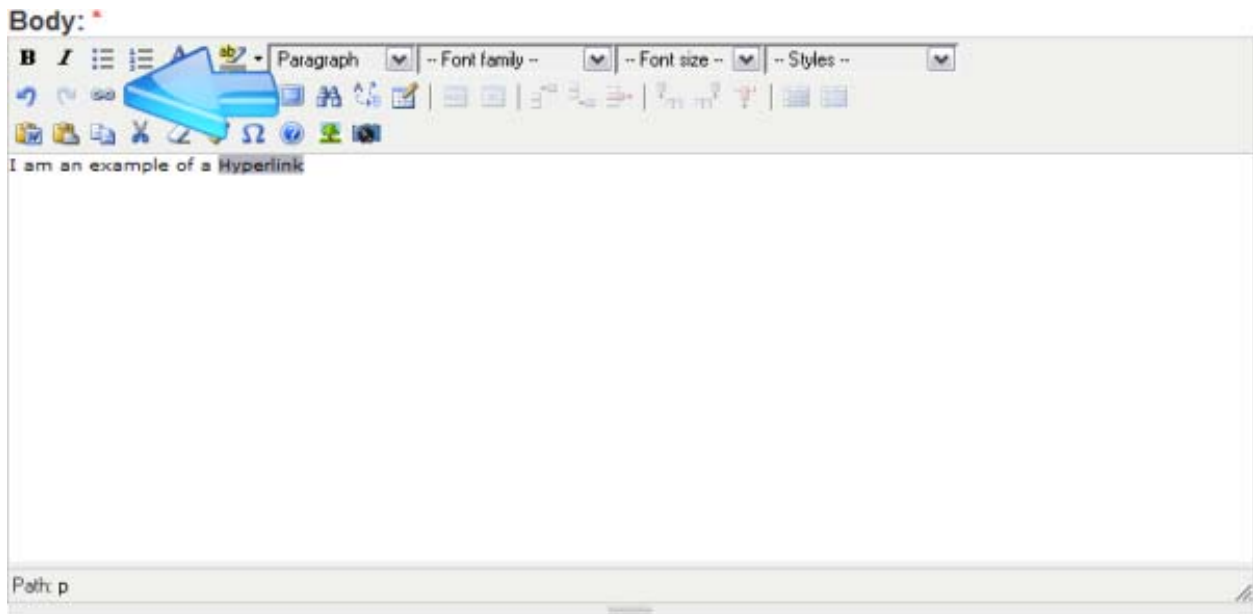 Body: *
B I Paragraph -- Font family -- -- Font size -- -- Styles --
I am an example of a Hyperlink
Path: p